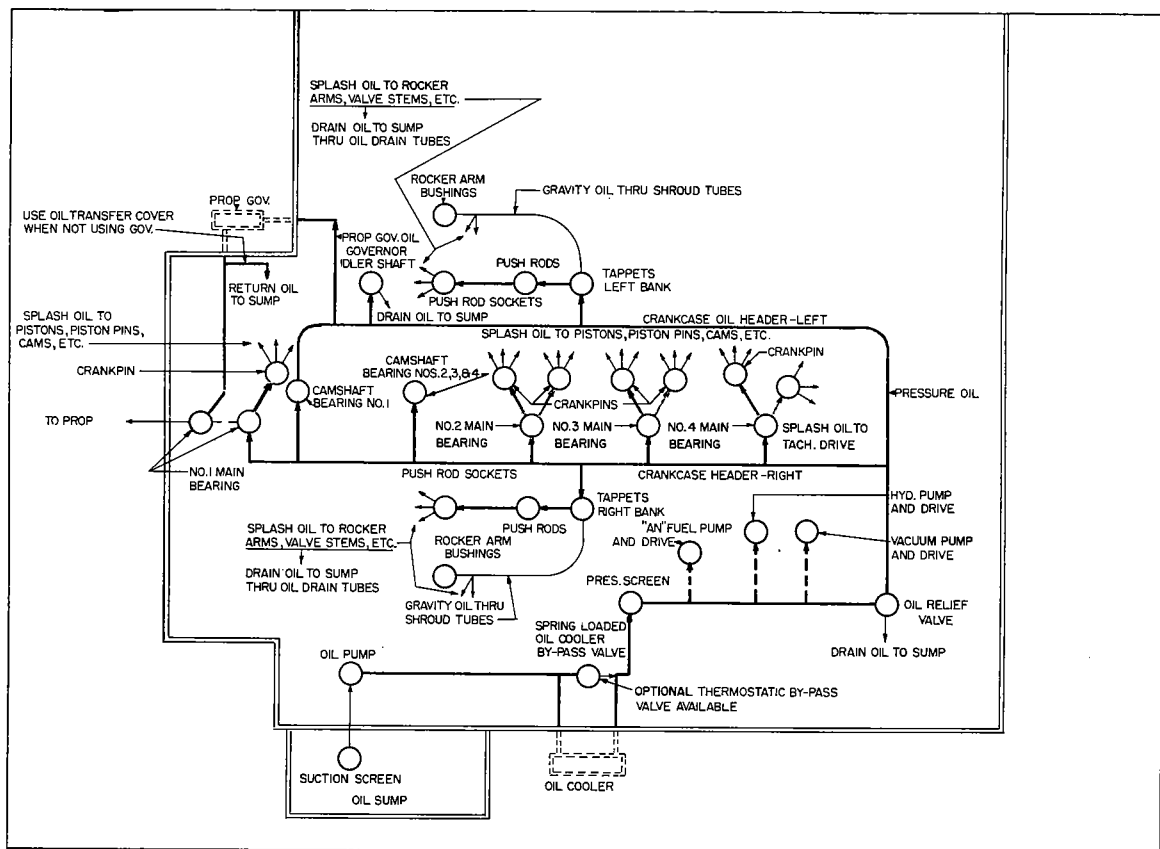 SPLASH OIL TO ROCKER
ARMS, VALVE STEMS, ETC.
DRAIN OIL TO SUMP
THRU OIL DRAIN TUBES
ROCKER ARM
BUSHINGS
GRAVITY OIL THRU SHROUD TUBES
PROP GOV.
USE OIL TRANSFER COVER
WHEN NOT USING GOV.
PROP GOV. OIL
GOVERNOR
IDLER SHAFT
PUSH RODS
TAPPETS
LEFT BANK
RETURN OIL
TO SUMP
PUSH ROD SOCKETS
DRAIN OIL TO SUMP
CRANKCASE OIL HEADER-LEFT
SPLASH OIL TO
PISTONS, PISTON PINS,
CAMS, ETC.
SPLASH OIL TO PISTONS, PISTON PINS, CAMS, ETC.
CRANKPIN
CAMSHAFT
BEARING NOS. 2, 3, & 4
CRANKPIN
CAMSHAFT
BEARING NO. 1
CRANKPINS
PRESSURE OIL
TO PROP
NO. 2 MAIN
BEARING
NO. 3 MAIN
BEARING
NO. 4 MAIN
BEARING
SPLASH OIL TO
TACH. DRIVE
NO. 1 MAIN
BEARING
PUSH ROD SOCKETS
CRANKCASE HEADER-RIGHT
TAPPETS
RIGHT BANK
HYD. PUMP
AND DRIVE
SPLASH OIL TO ROCKER
ARMS, VALVE STEMS, ETC.
PUSH RODS
"AN" FUEL PUMP
AND DRIVE
VACUUM PUMP
AND DRIVE
ROCKER ARM
BUSHINGS
DRAIN OIL TO SUMP
THRU OIL DRAIN TUBES
PRES. SCREEN
GRAVITY OIL THRU
SHROUD TUBES
OIL RELIEF
VALVE
SPRING LOADED
OIL COOLER
BY-PASS VALVE
DRAIN OIL TO SUMP
OIL PUMP
OPTIONAL THERMOSTATIC BY-PASS
VALVE AVAILABLE
SUCTION SCREEN
OIL COOLER
OIL SUMP